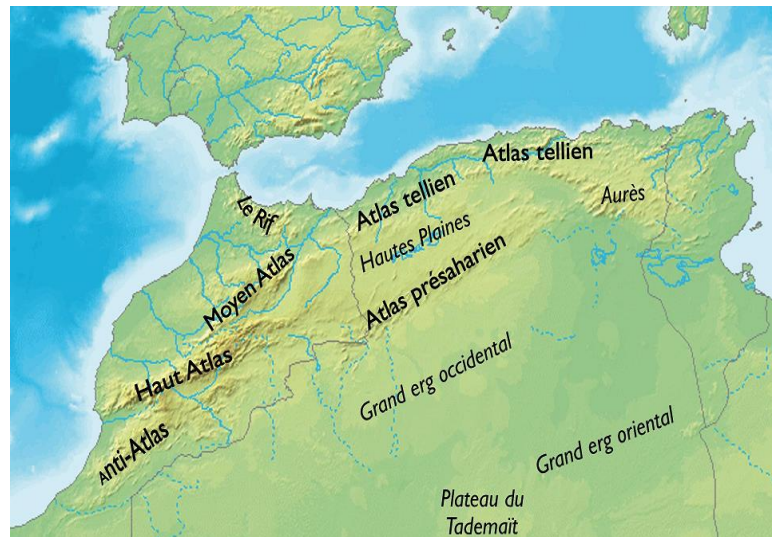 Atlas tellien
Atlas tellien
Le Rif
Aurès
Hautes Plaines
Moyen Atlas
Atlas présaharien
Haut Atlas
Grand erg occidental
Anti-Atlas
Grand erg oriental
Plateau du
Tademaït